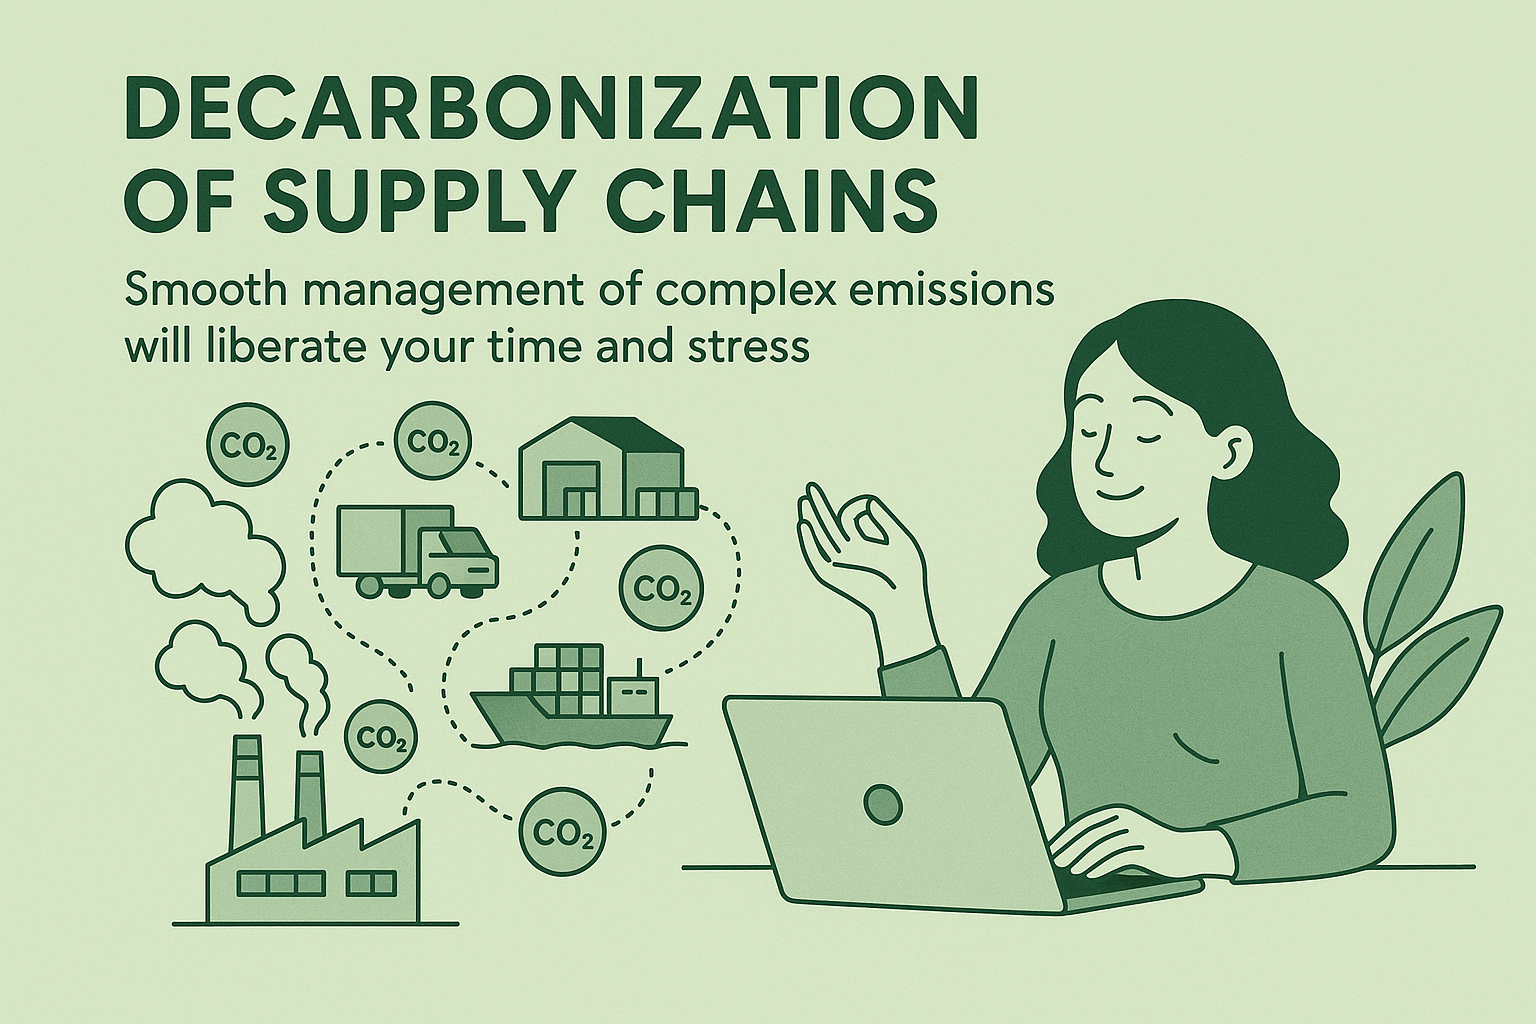 DECARBONIZATION
OF SUPPLY CHAINS
Smooth management of complex emissions
will liberate your time and stress
CO₂
CO₂
CO₂
CO₂
CO₂